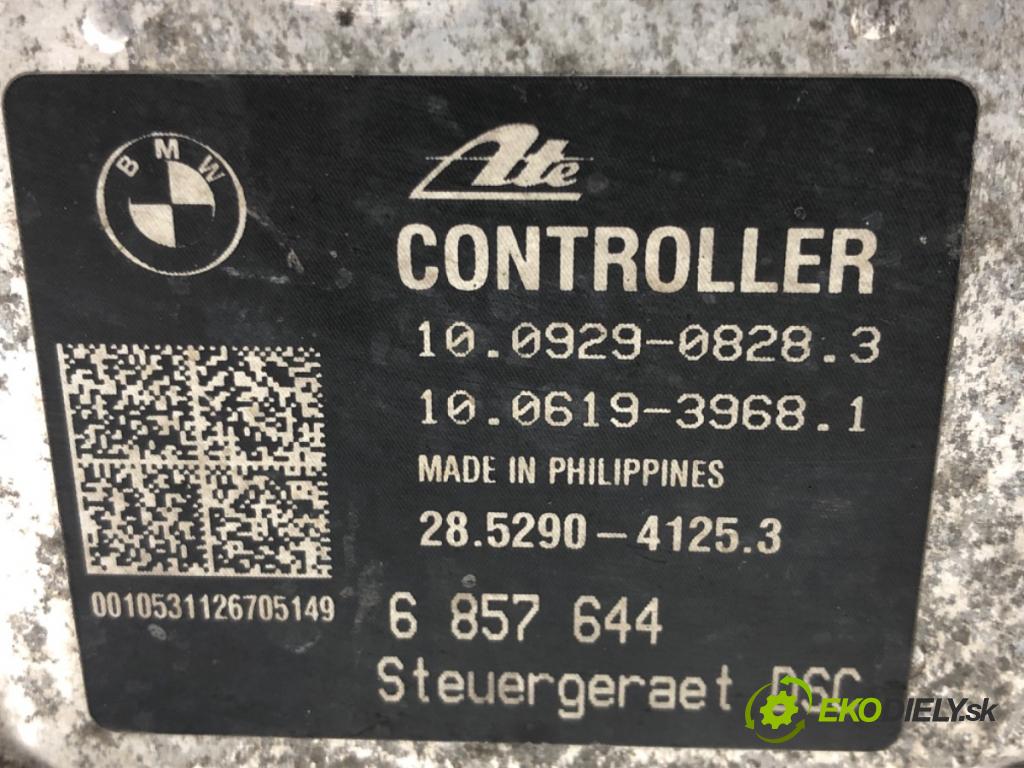 BMW
Ate
CONTROLLER
10.0929-0828.3
10.0619-3968.1
MADE IN PHILIPPINES
28.5290-4125.3
0010531126705149
6 857 644
Steuergeraet DSC
EKODIELY.sk